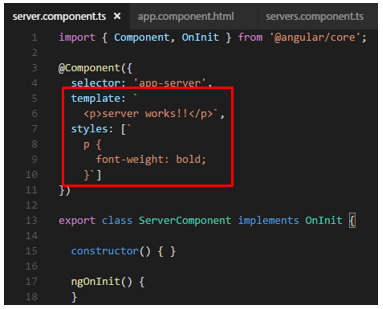 server.component.ts × app.component.html servers.component.ts
1 import { Component, OnInit } from '@angular/core';
2
3 @Component({
4 selector: 'app-server',
5 template: `
6 <p>server works!!</p>`,
7 styles: [`
8 p {
9 font-weight: bold;
10 }`]
11 })
12
13 export class ServerComponent implements OnInit {
14
15 constructor() { }
16
17 ngOnInit() {
18 }